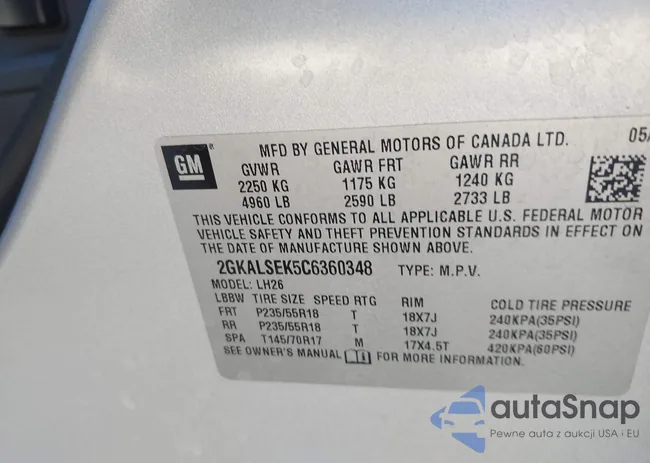 GM
MFD BY GENERAL MOTORS OF CANADA LTD. 05/
GVWR GAWR FRT GAWR RR
2250 KG 1175 KG 1240 KG
4960 LB 2590 LB 2733 LB
THIS VEHICLE CONFORMS TO ALL APPLICABLE U.S. FEDERAL MOTOR
VEHICLE SAFETY AND THEFT PREVENTION STANDARDS IN EFFECT ON
THE DATE OF MANUFACTURE SHOWN ABOVE.
2GKALSEK5C6360348 TYPE: M.P.V.
MODEL: LH26
LBBW TIRE SIZE SPEED RTG RIM COLD TIRE PRESSURE
FRT P235/55R18 T 18X7J 240KPA(35PSI)
RR P235/55R18 T 18X7J 240KPA(35PSI)
SPA T145/70R17 M 17X4.5T 420KPA(60PSI)
SEE OWNER'S MANUAL FOR MORE INFORMATION.
autaSnap
Pewne auta z aukcji USA i EU